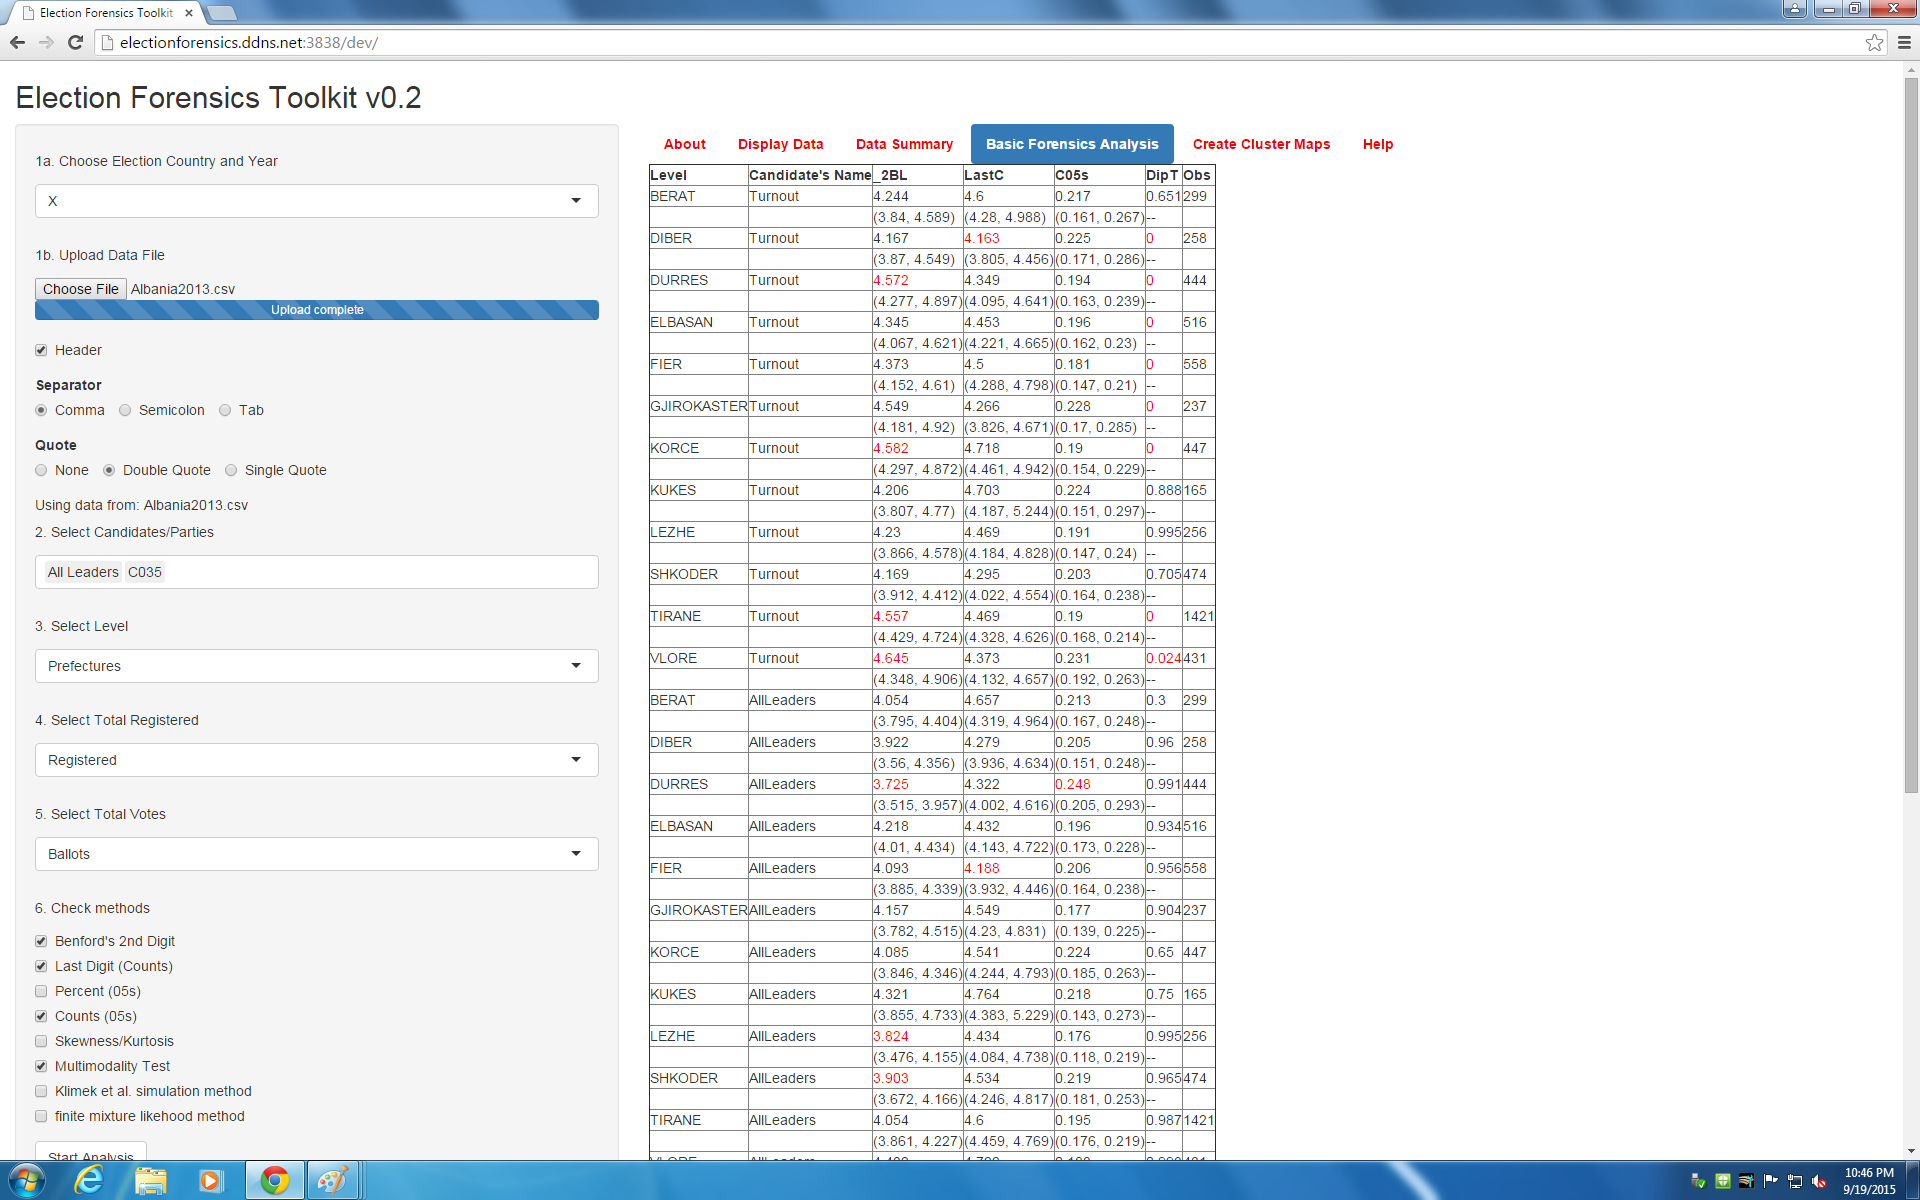 Election Forensics Toolkit
electionforensics.ddns.net:3838/dev/
Election Forensics Toolkit v0.2
1a. Choose Election Country and Year
X
1b. Upload Data File
Choose File Albania2013.csv
Upload complete
Header
Separator
Comma Semicolon Tab
Quote
None Double Quote Single Quote
Using data from: Albania2013.csv
2. Select Candidates/Parties
All Leaders C035
3. Select Level
Prefectures
4. Select Total Registered
Registered
5. Select Total Votes
Ballots
6. Check methods
Benford's 2nd Digit
Last Digit (Counts)
Percent (05s)
Counts (05s)
Skewness/Kurtosis
Multimodality Test
Klimek et al. simulation method
finite mixture likehood method
Start Analysis
About Display Data Data Summary Basic Forensics Analysis Create Cluster Maps Help
Level Candidate's Name _2BL LastC C05s DipT Obs
BERAT Turnout 4.244 4.6 0.217 0.651 299
(3.84, 4.589) (4.28, 4.988) (0.161, 0.267) --
DIBER Turnout 4.167 4.163 0.225 0 258
(3.87, 4.549) (3.805, 4.456) (0.171, 0.286) --
DURRES Turnout 4.572 4.349 0.194 0 444
(4.277, 4.897) (4.095, 4.641) (0.163, 0.239) --
ELBASAN Turnout 4.345 4.453 0.196 0 516
(4.067, 4.621) (4.221, 4.665) (0.162, 0.23) --
FIER Turnout 4.373 4.5 0.181 0 558
(4.152, 4.61) (4.288, 4.798) (0.147, 0.21) --
GJIROKASTER Turnout 4.549 4.266 0.228 0 237
(4.181, 4.92) (3.826, 4.671) (0.17, 0.285) --
KORCE Turnout 4.582 4.718 0.19 0 447
(4.297, 4.872) (4.461, 4.942) (0.154, 0.229) --
KUKES Turnout 4.206 4.703 0.224 0.888 165
(3.807, 4.77) (4.187, 5.244) (0.151, 0.297) --
LEZHE Turnout 4.23 4.469 0.191 0.995 256
(3.866, 4.578) (4.184, 4.828) (0.147, 0.24) --
SHKODER Turnout 4.169 4.295 0.203 0.705 474
(3.912, 4.412) (4.022, 4.554) (0.164, 0.238) --
TIRANE Turnout 4.557 4.469 0.19 0 1421
(4.429, 4.724) (4.328, 4.626) (0.168, 0.214) --
VLORE Turnout 4.645 4.373 0.231 0.024 431
(4.348, 4.906) (4.132, 4.657) (0.192, 0.263) --
BERAT AllLeaders 4.054 4.657 0.213 0.3 299
(3.795, 4.404) (4.319, 4.964) (0.167, 0.248) --
DIBER AllLeaders 3.922 4.279 0.205 0.96 258
(3.56, 4.356) (3.936, 4.634) (0.151, 0.248) --
DURRES AllLeaders 3.725 4.322 0.248 0.991 444
(3.515, 3.957) (4.002, 4.616) (0.205, 0.293) --
ELBASAN AllLeaders 4.218 4.432 0.196 0.934 516
(4.01, 4.434) (4.143, 4.722) (0.173, 0.228) --
FIER AllLeaders 4.093 4.188 0.206 0.956 558
(3.885, 4.339) (3.932, 4.446) (0.164, 0.238) --
GJIROKASTER AllLeaders 4.157 4.549 0.177 0.904 237
(3.782, 4.515) (4.23, 4.831) (0.139, 0.225) --
KORCE AllLeaders 4.085 4.541 0.224 0.65 447
(3.846, 4.346) (4.244, 4.793) (0.185, 0.263) --
KUKES AllLeaders 4.321 4.764 0.218 0.75 165
(3.855, 4.733) (4.383, 5.229) (0.143, 0.273) --
LEZHE AllLeaders 3.824 4.434 0.176 0.995 256
(3.476, 4.155) (4.084, 4.738) (0.118, 0.219) --
SHKODER AllLeaders 3.903 4.534 0.219 0.965 474
(3.672, 4.166) (4.246, 4.817) (0.181, 0.253) --
TIRANE AllLeaders 4.054 4.6 0.195 0.987 1421
(3.861, 4.227) (4.459, 4.769) (0.176, 0.219) --
10:46 PM
9/19/2015